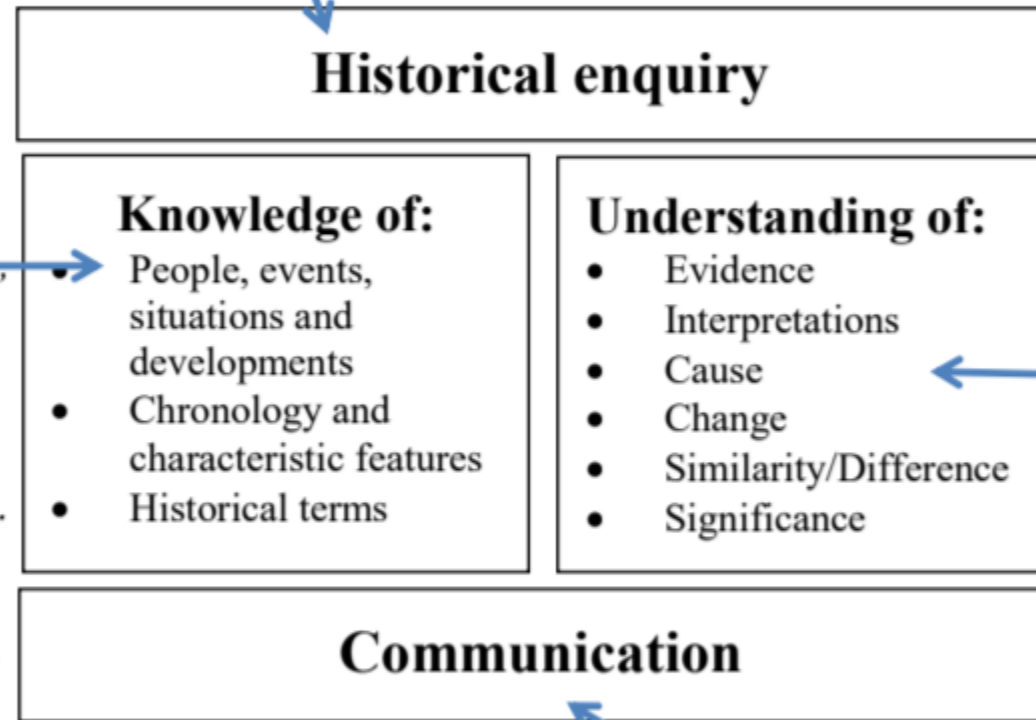 Historical enquiry
Knowledge of:
• People, events,
situations and
developments
• Chronology and
characteristic features
• Historical terms
Understanding of:
• Evidence
• Interpretations
• Cause
• Change
• Similarity/Difference
• Significance
Communication